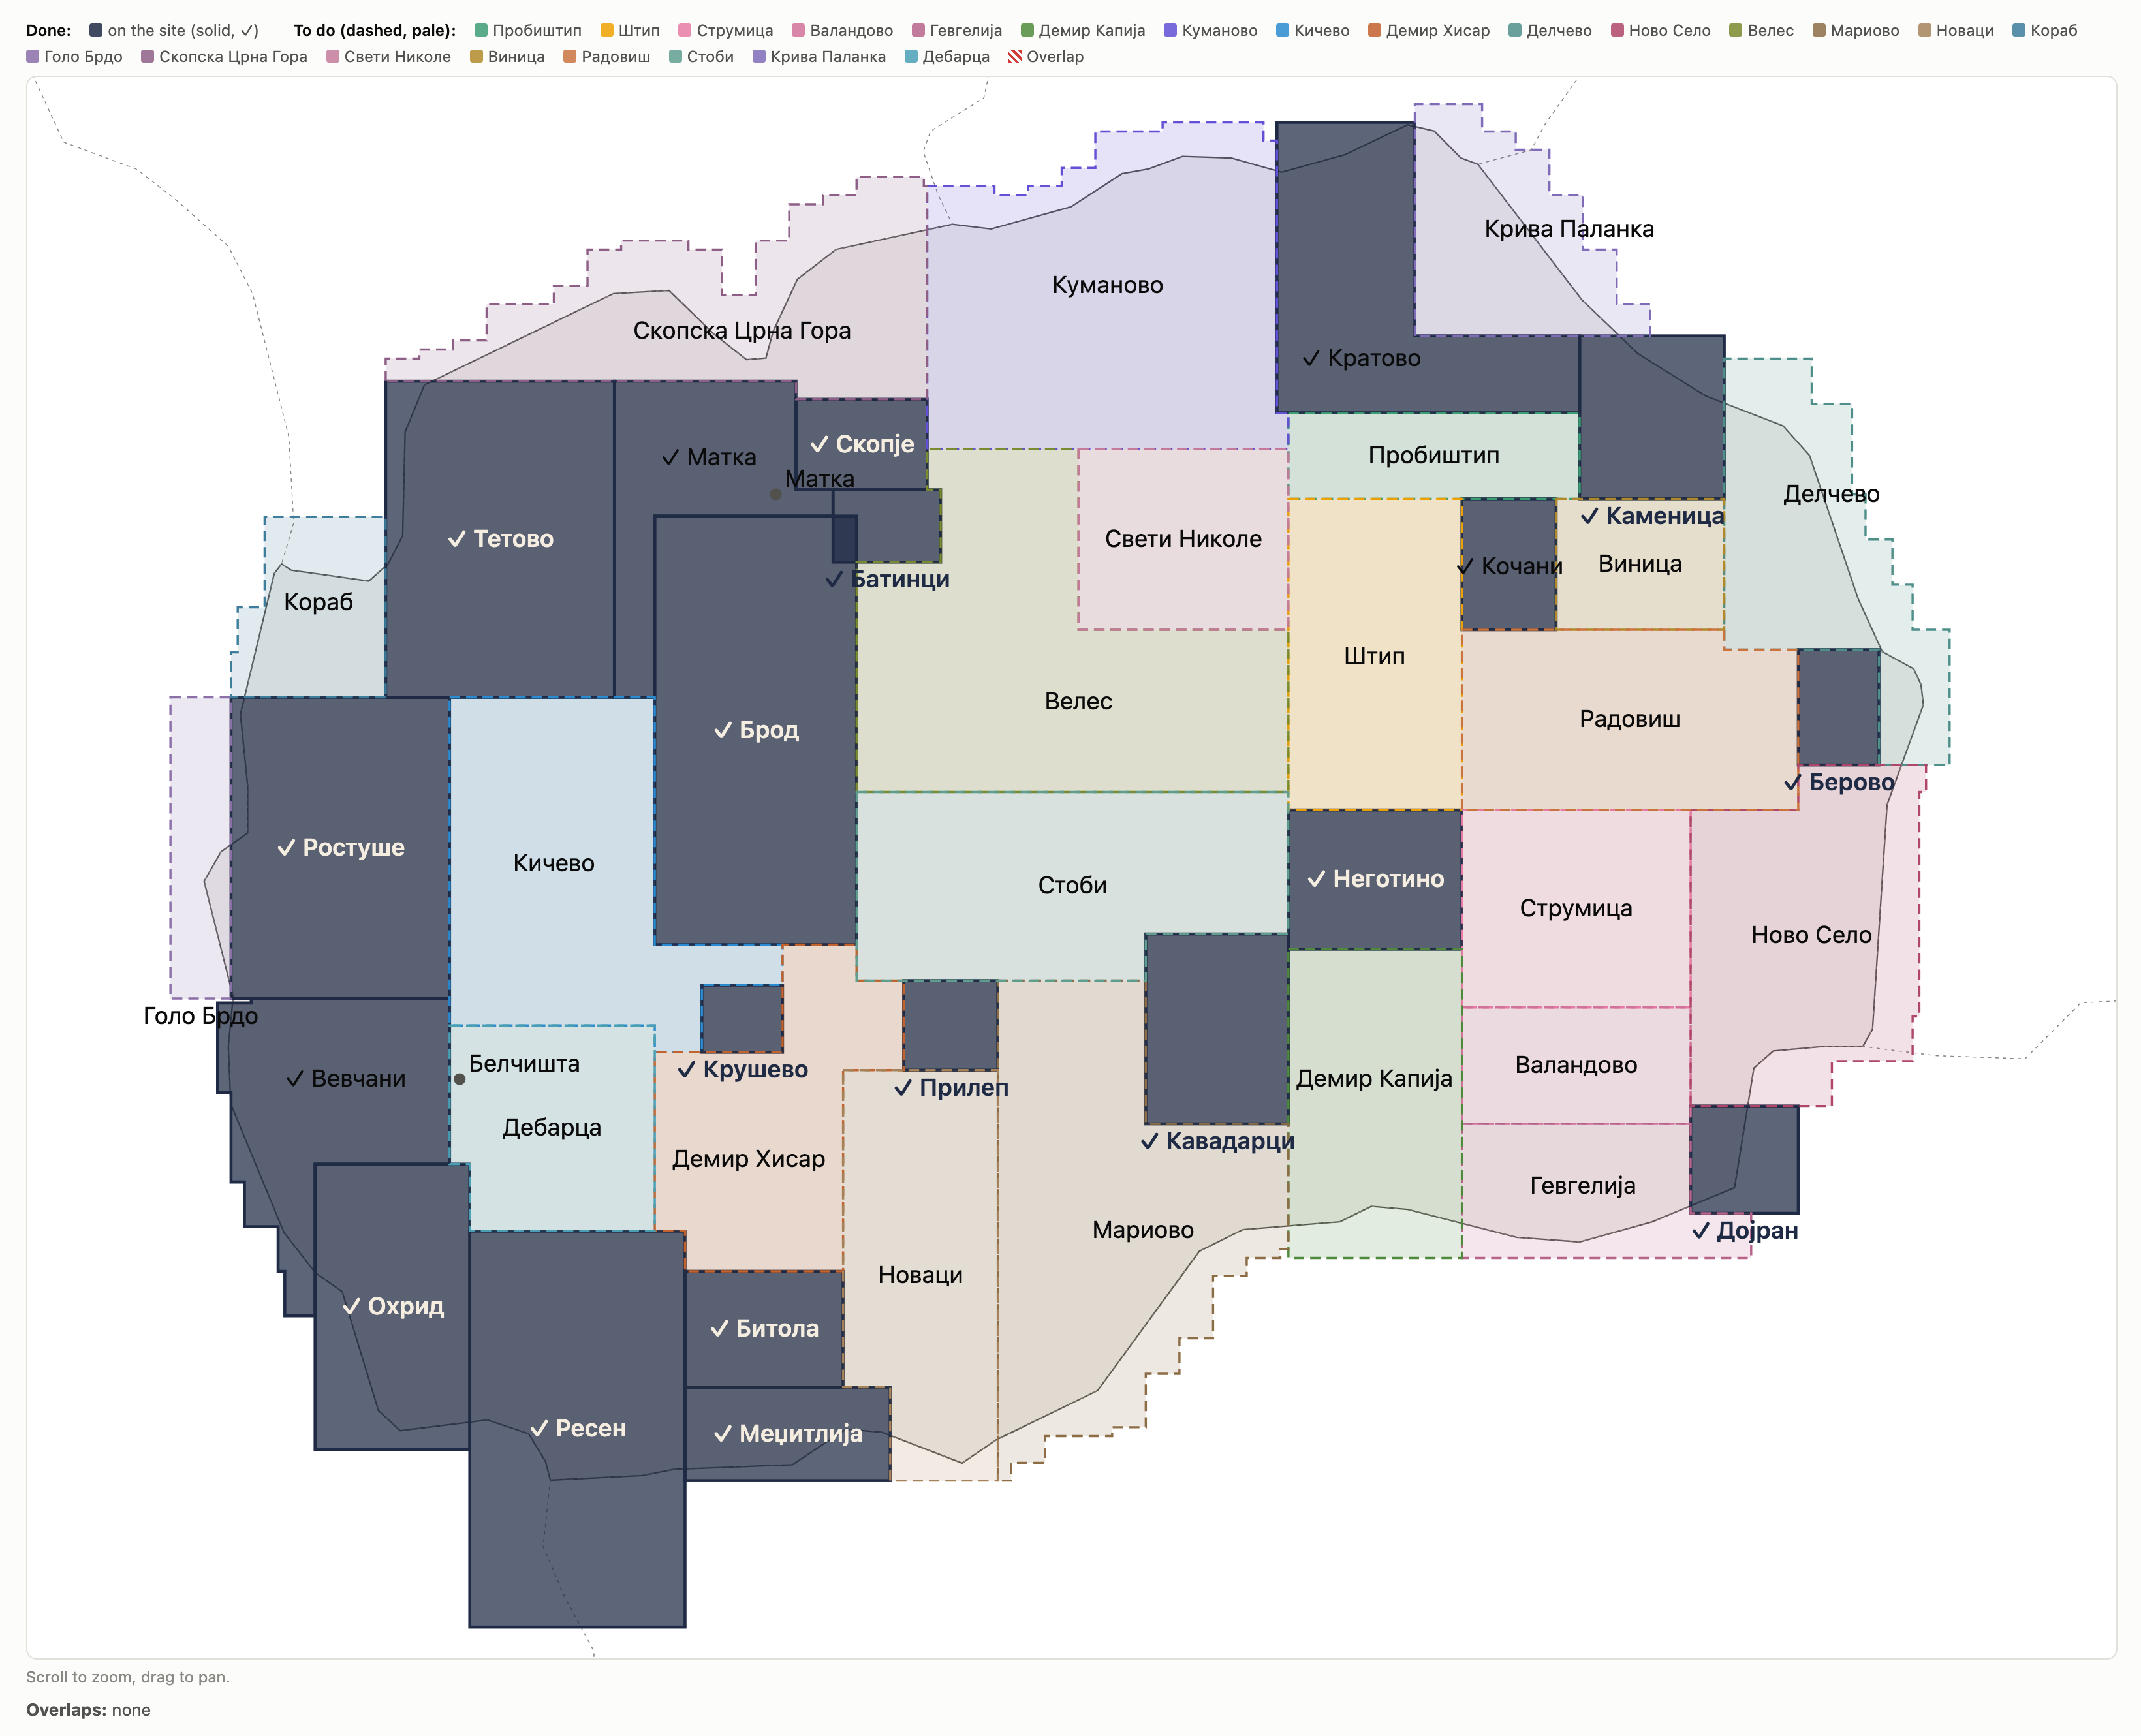 Done: on the site (solid, ✓) To do (dashed, pale): Пробиштип Штип Струмица Валандово Гевгелија Демир Капија Куманово Кичево Демир Хисар Делчево Ново Село Велес Мариово Новаци Кораб
Голо Брдо Скопска Црна Гора Свети Николе Виница Радовиш Стоби Крива Паланка Дебарца Overlap
Крива Паланка
Куманово
Скопска Црна Гора
✓ Кратово
✓ Скопје
✓ Матка
Пробиштип
Матка
Делчево
✓ Каменица
✓ Тетово
Свети Николе
Виница
✓ Кочани
✓ Батинци
Кораб
Штип
Велес
Радовиш
✓ Брод
✓ Берово
✓ Ростуше
Кичево
✓ Неготино
Стоби
Струмица
Ново Село
Голо Брдо
Белчишта
Валандово
✓ Крушево
✓ Вевчани
Демир Капија
✓ Прилеп
Дебарца
✓ Кавадарци
Демир Хисар
Гевгелија
Мариово
✓ Дојран
Новаци
✓ Охрид
✓ Битола
✓ Ресен
✓ Меџитлија
Scroll to zoom, drag to pan.
Overlaps: none